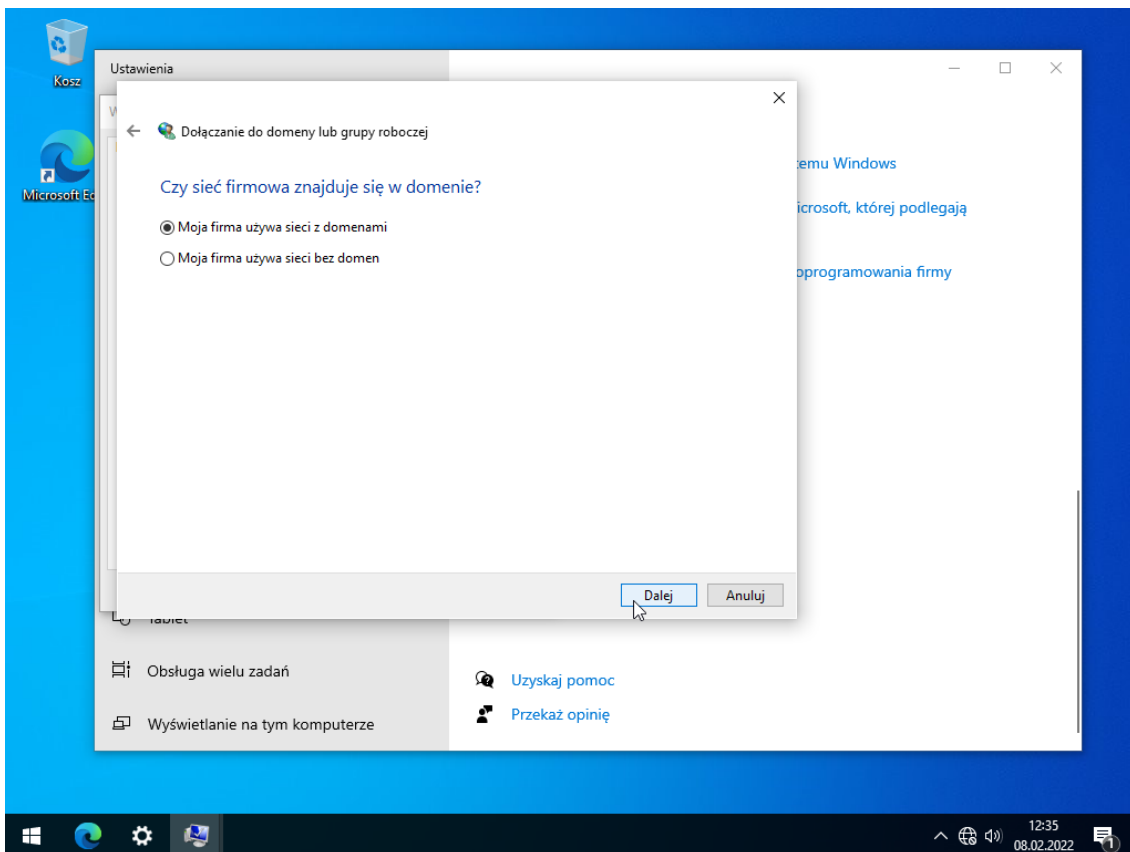 Kosz
Microsoft Ed
Ustawienia
Dołączanie do domeny lub grupy roboczej
Czy sieć firmowa znajduje się w domenie?
Moja firma używa sieci z domenami
Moja firma używa sieci bez domen
Dalej
Anuluj
temu Windows
icrosoft, której podlegają
oprogramowania firmy
Tablet
Obsługa wielu zadań
Wyświetlanie na tym komputerze
Uzyskaj pomoc
Przekaż opinię
12:35
08.02.2022
1